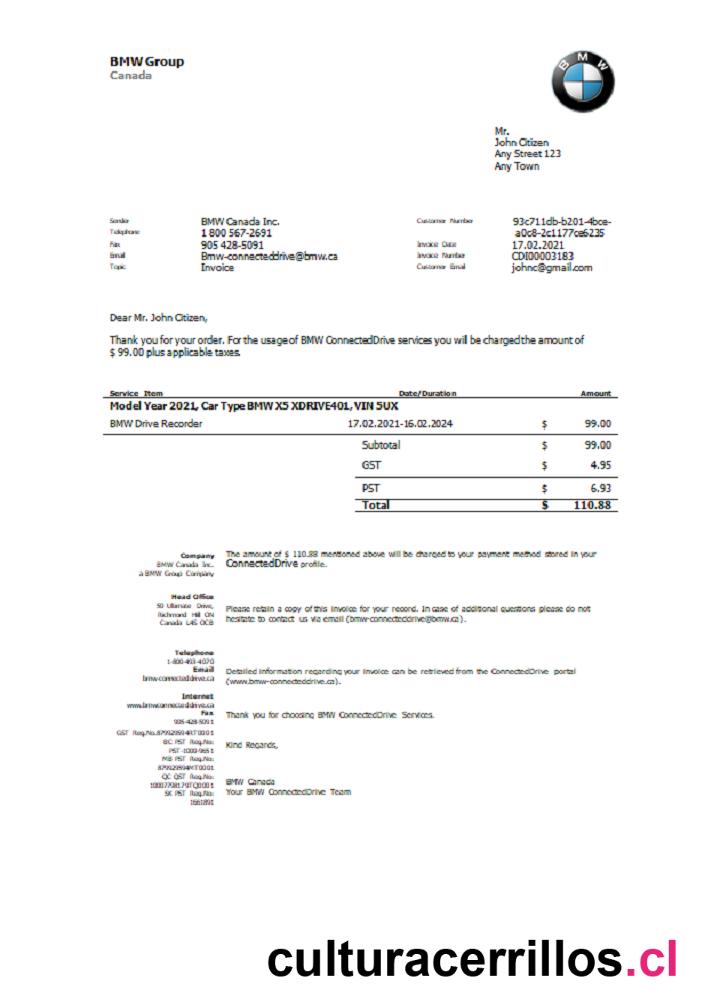 BMW Group
Canada
BMW
Mr.
John Citizen
Any Street 123
Any Town
Sender BMW Canada Inc.
Telephone 1 800 567-2691
Fax 905 428-5091
Email Bmw-connecteddrive@bmw.ca
Topic Invoice
Customer Number 93c711db-b201-4bce-
a0c8-2c1177ce6235
Invoice Date 17.02.2021
Invoice Number CDI00003183
Customer Email johnc@gmail.com
Dear Mr. John Citizen,
Thank you for your order. For the usage of BMW ConnectedDrive services you will be charged the amount of
$ 99.00 plus applicable taxes.
Service Item Date/Duration Amount
Model Year 2021, Car Type BMW X5 XDRIVE40I, VIN 5UX
BMW Drive Recorder 17.02.2021-16.02.2024 $ 99.00
Subtotal $ 99.00
GST $ 4.95
PST $ 6.93
Total $ 110.88
Company
BMW Canada Inc.
a BMW Group Company
The amount of $ 110.88 mentioned above will be charged to your payment method stored in your
ConnectedDrive profile.
Head Office
50 Ultimate Drive,
Richmond Hill ON
Canada L4S 0C8
Please retain a copy of this invoice for your record. In case of additional questions please do not
hesitate to contact us via email (bmw-connecteddrive@bmw.ca).
Telephone
1-800-493-4070
Email
bmw-connecteddrive.ca
Detailed information regarding your invoice can be retrieved from the ConnectedDrive portal
(www.bmw-connecteddrive.ca).
Internet
www.bmwconnecteddrive.ca
Fax
905-428-5091
Thank you for choosing BMW ConnectedDrive Services.
GST Reg.No.
BC PST Reg.No:
MB PST Reg.No:
QC QST Reg.No:
SK PST Reg.No:
1661891
Kind Regards,
BMW Canada
Your BMW ConnectedDrive Team
culturacerrillos.cl